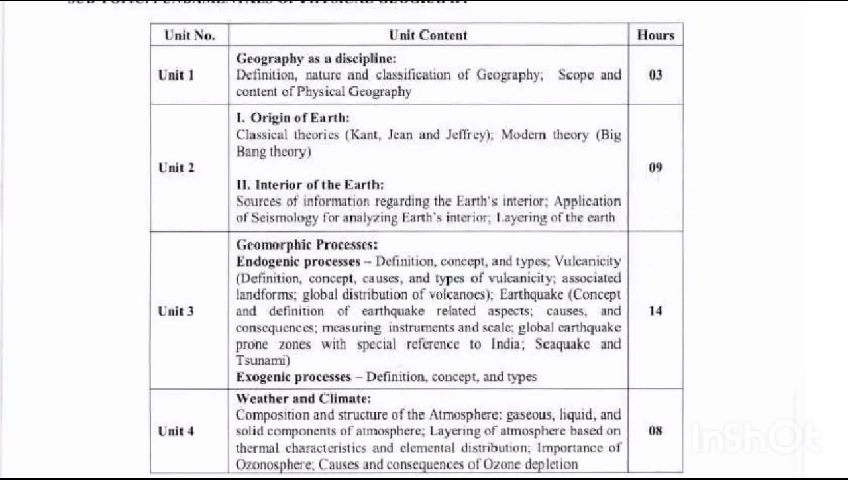 SUB-TOPIC: FUNDAMENTALS OF PHYSICAL GEOGRAPHY
Unit No. Unit Content Hours
Unit 1
Geography as a discipline:
Definition, nature and classification of Geography; Scope and
content of Physical Geography
03
Unit 2
I. Origin of Earth:
Classical theories (Kant, Jean and Jeffrey); Modern theory (Big
Bang theory)
II. Interior of the Earth:
Sources of information regarding the Earth's interior; Application
of Seismology for analyzing Earth's interior; Layering of the earth
09
Unit 3
Geomorphic Processes:
Endogenic processes – Definition, concept, and types; Vulcanicity
(Definition, concept, causes, and types of vulcanicity; associated
landforms; global distribution of volcanoes); Earthquake (Concept
and definition of earthquake related aspects; causes, and
consequences; measuring instruments and scale; global earthquake
prone zones with special reference to India; Seaquake and
Tsunami)
Exogenic processes – Definition, concept, and types
14
Unit 4
Weather and Climate:
Composition and structure of the Atmosphere: gaseous, liquid, and
solid components of atmosphere; Layering of atmosphere based on
thermal characteristics and elemental distribution; Importance of
Ozonosphere; Causes and consequences of Ozone depletion
08
InShOt